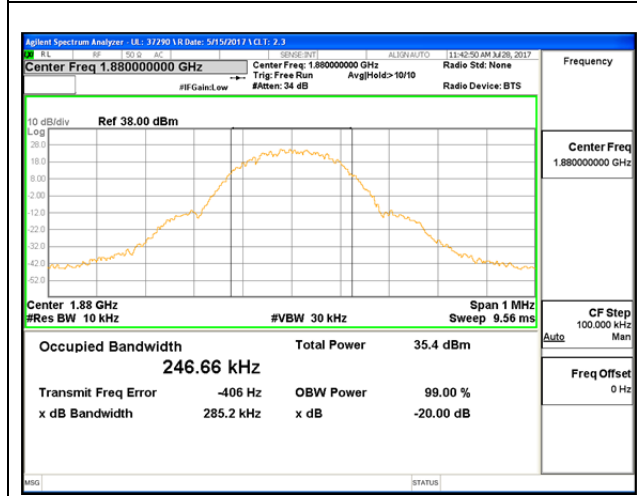 Agilent Spectrum Analyzer - UL: 37290 \ R Date: 5/15/2017 \ CLT: 2.3
RL RF 50 Ω AC SENSE:INT ALIGN AUTO 11:42:50 AM Jul 28, 2017
Center Freq 1.880000000 GHz
Center Freq: 1.880000000 GHz Radio Std: None
Trig: Free Run Avg|Hold:>10/10
#IFGain:Low #Atten: 34 dB Radio Device: BTS
Frequency
10 dB/div Ref 38.00 dBm
Log
28.0
18.0
8.00
-2.00
-12.0
-22.0
-32.0
-42.0
-52.0
Center Freq
1.880000000 GHz
Center 1.88 GHz Span 1 MHz
#Res BW 10 kHz #VBW 30 kHz Sweep 9.56 ms
CF Step
100.000 kHz
Auto Man
Freq Offset
0 Hz
Occupied Bandwidth Total Power 35.4 dBm
246.66 kHz
Transmit Freq Error -406 Hz OBW Power 99.00 %
x dB Bandwidth 285.2 kHz x dB -20.00 dB
MSG STATUS